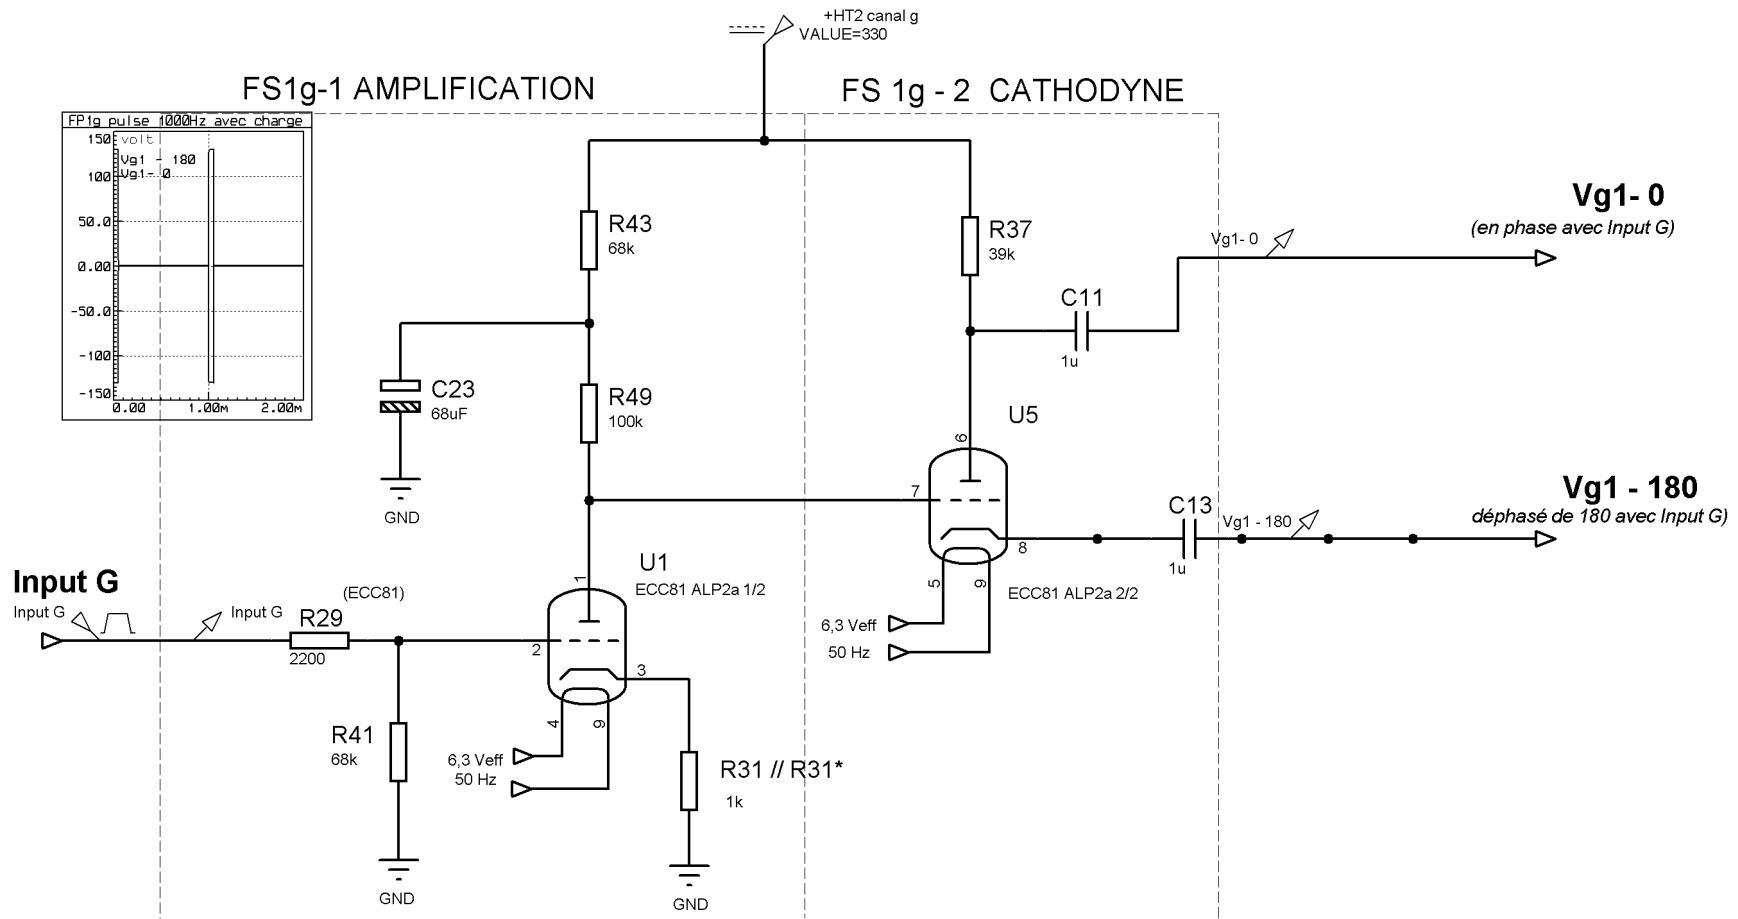 +HT2 canal g
VALUE=330
FS1g-1 AMPLIFICATION
FS 1g - 2 CATHODYNE
FP1g pulse 1000Hz avec charge
150
volt
Vg1 - 180
Vg1- 0
100
50.0
0.00
-50.0
-100
-150
0.00
1.00m
2.00m
R43
68k
R37
39k
Vg1- 0
Vg1- 0
(en phase avec Input G)
C11
1u
C23
68uF
GND
R49
100k
U5
6
7
8
5
9
ECC81 ALP2a 2/2
6,3 Veff
50 Hz
C13
1u
Vg1 - 180
Vg1 - 180
déphasé de 180 avec Input G)
Input G
Input G
Input G
(ECC81)
R29
2200
U1
ECC81 ALP2a 1/2
1
2
3
4
9
R41
68k
GND
6,3 Veff
50 Hz
R31 // R31*
1k
GND